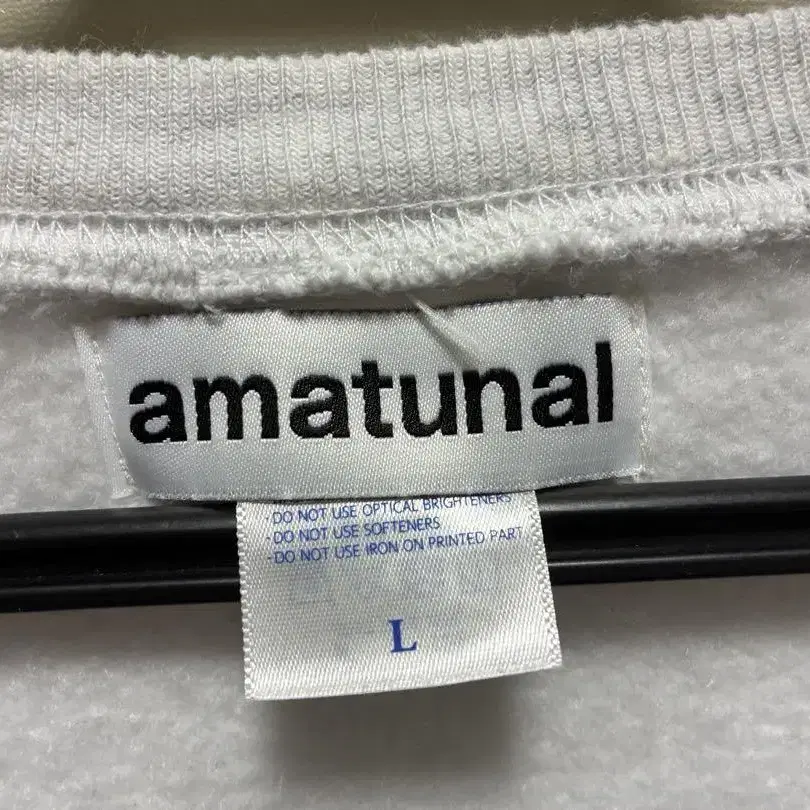 amatunal
·DO NOT USE OPTICAL BRIGHTENERS
·DO NOT USE SOFTENERS
·DO NOT USE IRON ON PRINTED PART
L